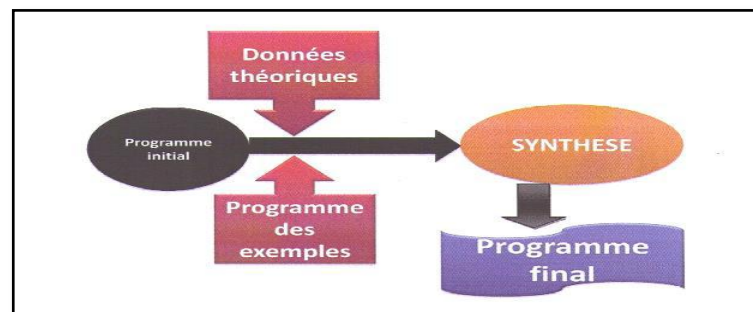 Données
théoriques
Programme
initial
SYNTHESE
Programme
des
exemples
Programme
final